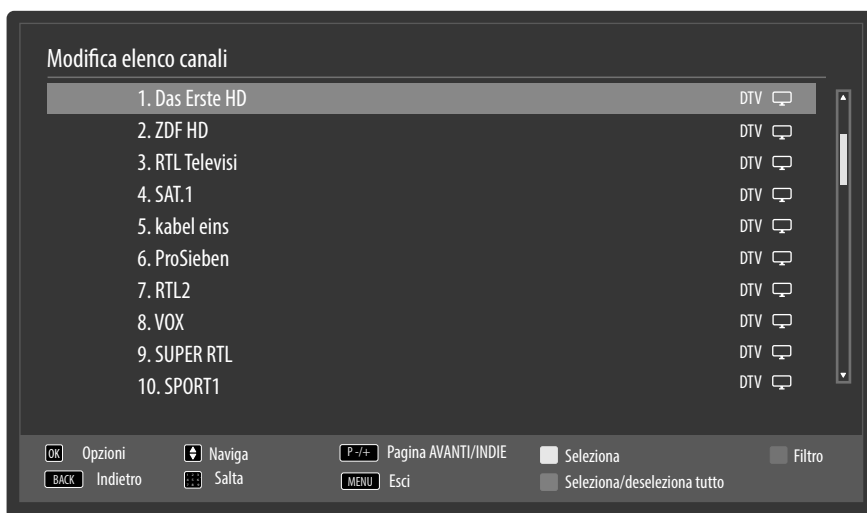 Modifica elenco canali
1. Das Erste HD DTV
2. ZDF HD DTV
3. RTL Televisi DTV
4. SAT.1 DTV
5. kabel eins DTV
6. ProSieben DTV
7. RTL2 DTV
8. VOX DTV
9. SUPER RTL DTV
10. SPORT1 DTV
OK Opzioni Naviga P -/+ Pagina AVANTI/INDIE Seleziona Filtro
BACK Indietro Salta MENU Esci Seleziona/deseleziona tutto